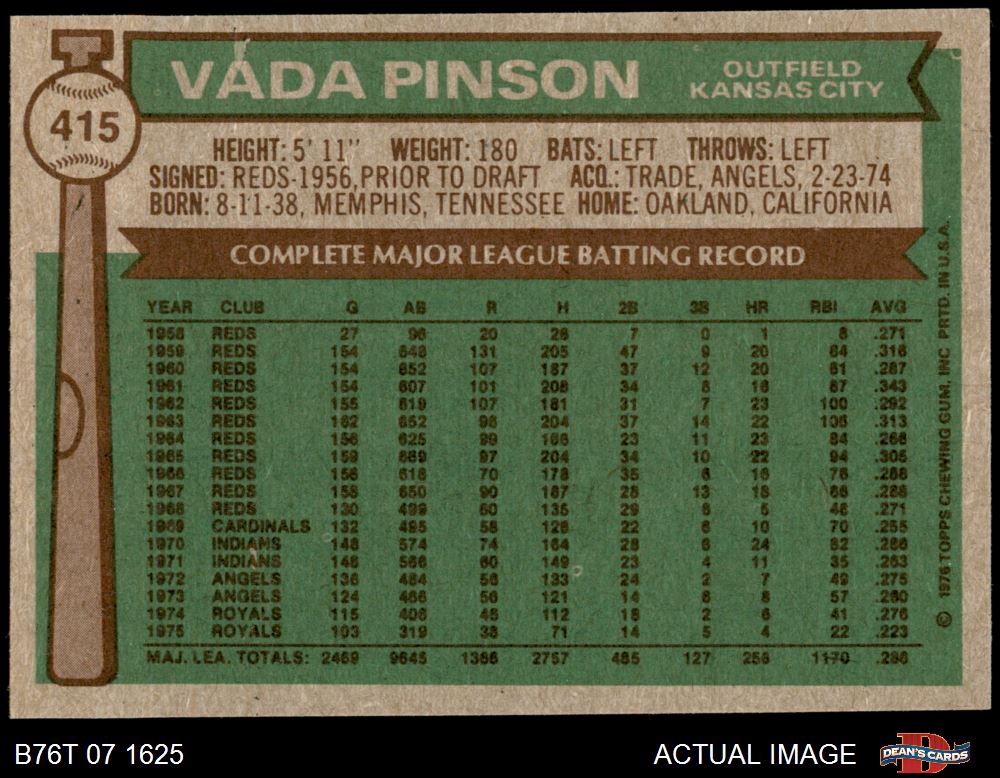 VADA PINSON
OUTFIELD
KANSAS CITY
415
HEIGHT: 5' 11" WEIGHT: 180 BATS: LEFT THROWS: LEFT
SIGNED: REDS-1956, PRIOR TO DRAFT ACQ.: TRADE, ANGELS, 2-23-74
BORN: 8-11-38, MEMPHIS, TENNESSEE HOME: OAKLAND, CALIFORNIA
COMPLETE MAJOR LEAGUE BATTING RECORD
YEAR CLUB G AB R H 2B 3B HR RBI AVG
1958 REDS 27 96 20 26 7 0 1 8 .271
1959 REDS 154 648 131 205 47 9 20 84 .316
1960 REDS 154 652 107 187 37 12 20 61 .287
1961 REDS 154 607 101 208 34 8 16 87 .343
1962 REDS 155 619 107 181 31 7 23 100 .292
1963 REDS 162 652 96 204 37 14 22 106 .313
1964 REDS 156 625 99 166 23 11 23 84 .266
1965 REDS 159 669 97 204 34 10 22 94 .305
1966 REDS 156 618 70 178 35 6 16 76 .288
1967 REDS 158 650 90 187 28 13 18 66 .288
1968 REDS 130 499 60 135 29 6 5 48 .271
1969 CARDINALS 132 495 58 126 22 6 10 70 .255
1970 INDIANS 148 574 74 164 28 6 24 82 .286
1971 INDIANS 146 566 60 149 23 4 11 35 .263
1972 ANGELS 136 484 56 133 24 2 7 49 .275
1973 ANGELS 124 466 56 121 14 6 8 57 .260
1974 ROYALS 115 406 46 112 18 2 6 41 .276
1975 ROYALS 103 319 38 71 14 5 4 22 .223
MAJ. LEA. TOTALS: 2469 9645 1366 2757 485 127 256 1170 .286
© 1976 TOPPS CHEWING GUM, INC PRTD. IN U.S.A.
B76T 07 1625
ACTUAL IMAGE
D
DEAN'S CARDS